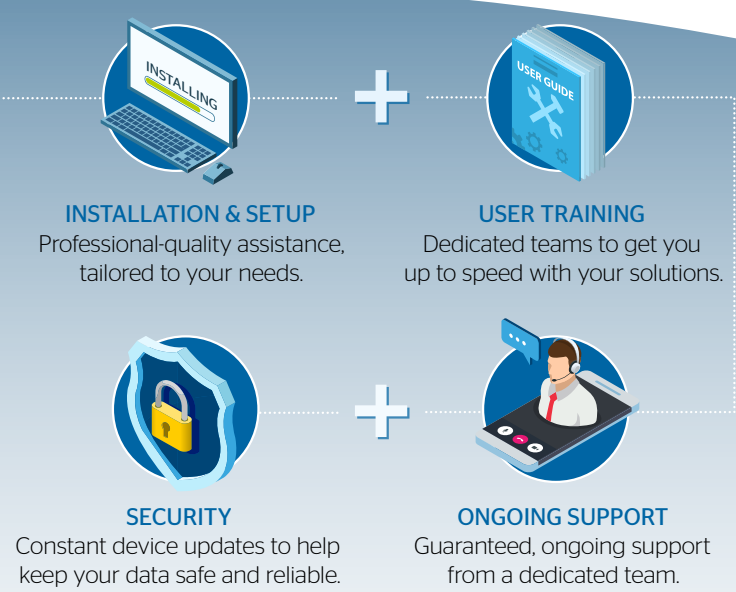 INSTALLING
USER GUIDE
INSTALLATION & SETUP
Professional-quality assistance,
tailored to your needs.
USER TRAINING
Dedicated teams to get you
up to speed with your solutions.
SECURITY
Constant device updates to help
keep your data safe and reliable.
ONGOING SUPPORT
Guaranteed, ongoing support
from a dedicated team.